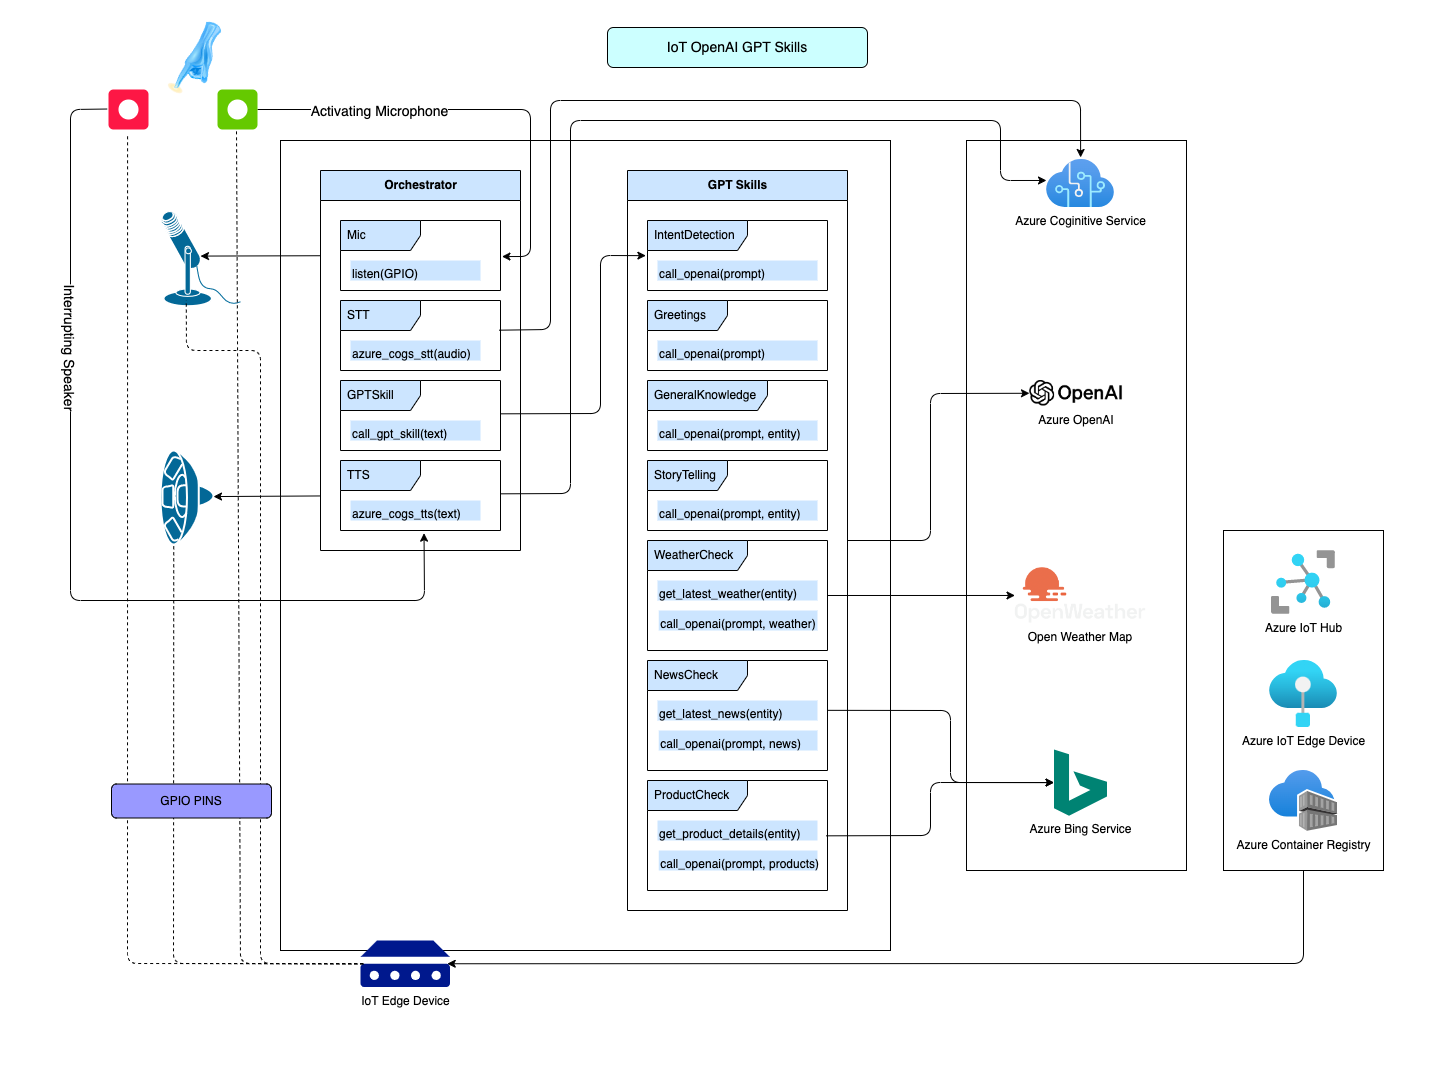 IoT OpenAI GPT Skills
Activating Microphone
Interrupting Speaker
Orchestrator
Mic
listen(GPIO)
STT
azure_cogs_stt(audio)
GPTSkill
call_gpt_skill(text)
TTS
azure_cogs_tts(text)
GPT Skills
IntentDetection
call_openai(prompt)
Greetings
call_openai(prompt)
GeneralKnowledge
call_openai(prompt, entity)
StoryTelling
call_openai(prompt, entity)
WeatherCheck
get_latest_weather(entity)
call_openai(prompt, weather)
NewsCheck
get_latest_news(entity)
call_openai(prompt, news)
ProductCheck
get_product_details(entity)
call_openai(prompt, products)
Azure Coginitive Service
OpenAI
Azure OpenAI
OpenWeather
Open Weather Map
Azure Bing Service
Azure IoT Hub
Azure IoT Edge Device
Azure Container Registry
GPIO PINS
IoT Edge Device